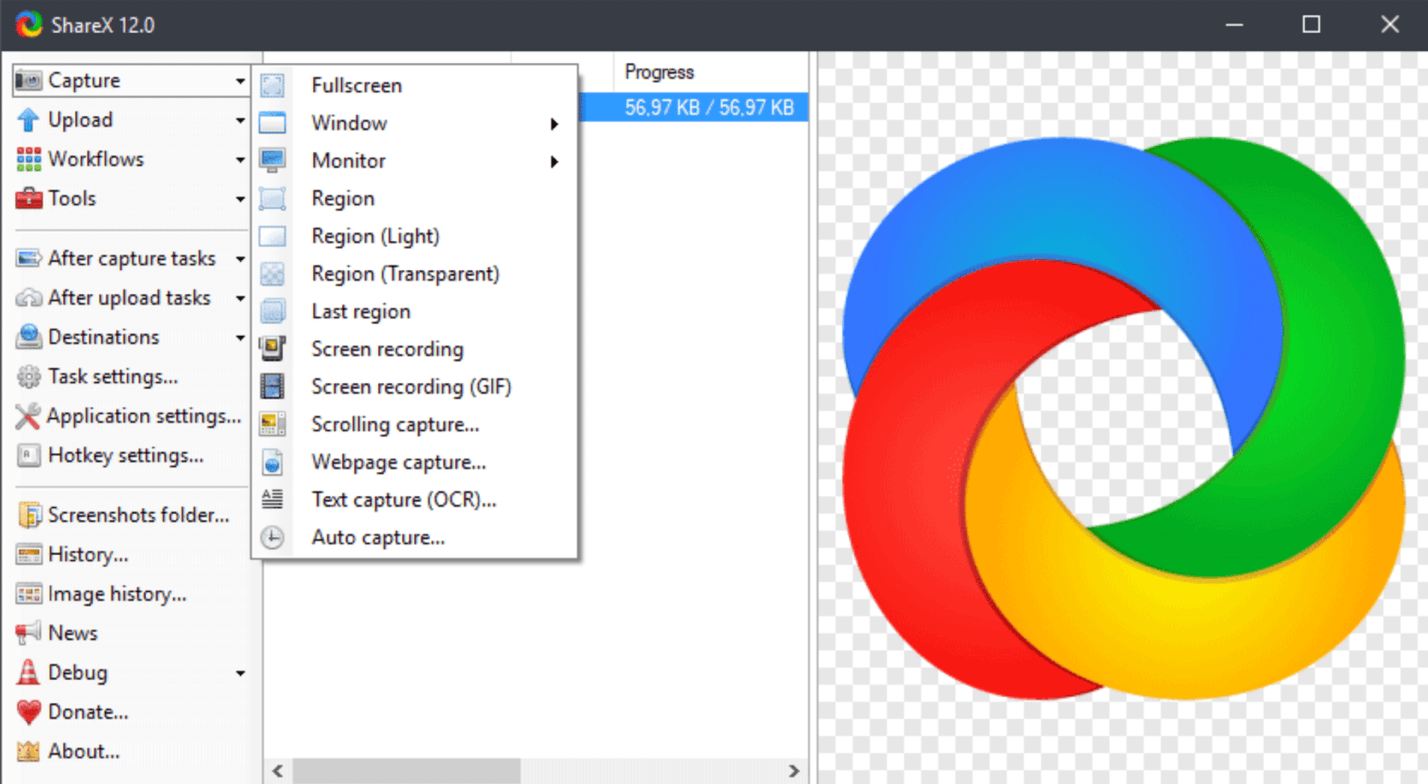 ShareX 12.0
Capture
Upload
Workflows
Tools
After capture tasks
After upload tasks
Destinations
Task settings...
Application settings...
Hotkey settings...
Screenshots folder...
History...
Image history...
News
Debug
Donate...
About...
Fullscreen
Window
Monitor
Region
Region (Light)
Region (Transparent)
Last region
Screen recording
Screen recording (GIF)
Scrolling capture...
Webpage capture...
Text capture (OCR)...
Auto capture...
Progress
56,97 KB / 56,97 KB